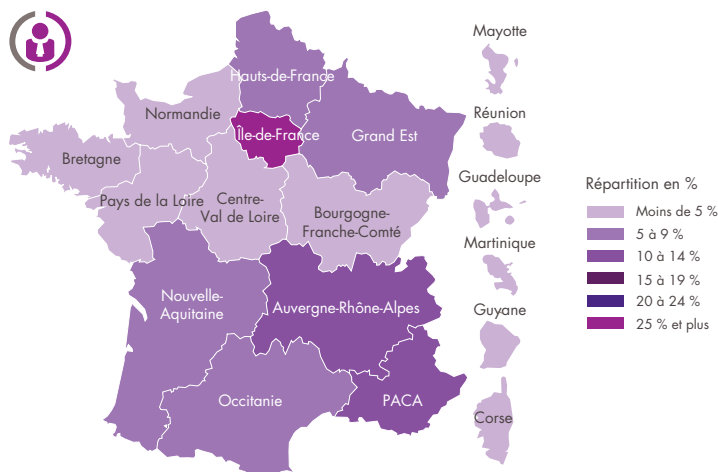 Hauts-de-France
Normandie
Île-de-France
Grand Est
Bretagne
Pays de la Loire
Centre-
Val de Loire
Bourgogne-
Franche-Comté
Nouvelle-
Aquitaine
Auvergne-Rhône-Alpes
Occitanie
PACA
Mayotte
Réunion
Guadeloupe
Martinique
Guyane
Corse
Répartition en %
Moins de 5 %
5 à 9 %
10 à 14 %
15 à 19 %
20 à 24 %
25 % et plus